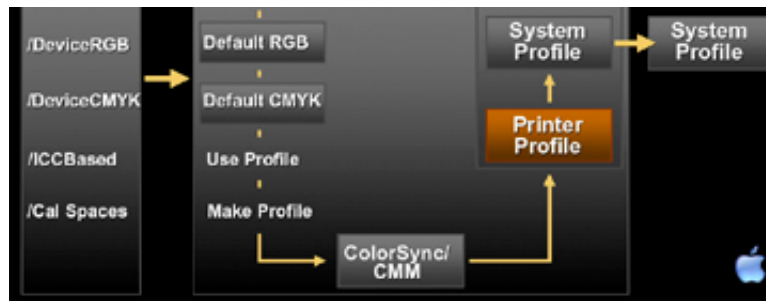 /DeviceRGB
/DeviceCMYK
/ICCBased
/Cal Spaces
Default RGB
Default CMYK
Use Profile
Make Profile
ColorSync/
CMM
System
Profile
Printer
Profile
System
Profile